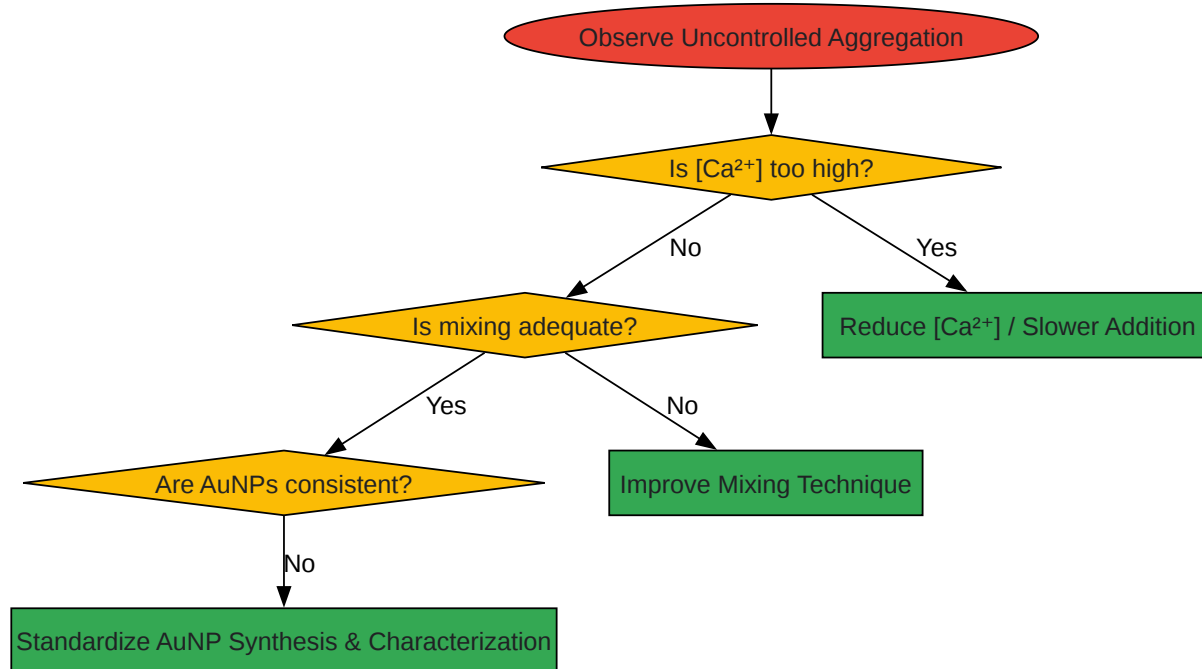 Observe Uncontrolled Aggregation
Is [Ca²⁺] too high?
No
Yes
Is mixing adequate?
Reduce [Ca²⁺] / Slower Addition
Yes
No
Are AuNPs consistent?
Improve Mixing Technique
No
Standardize AuNP Synthesis & Characterization